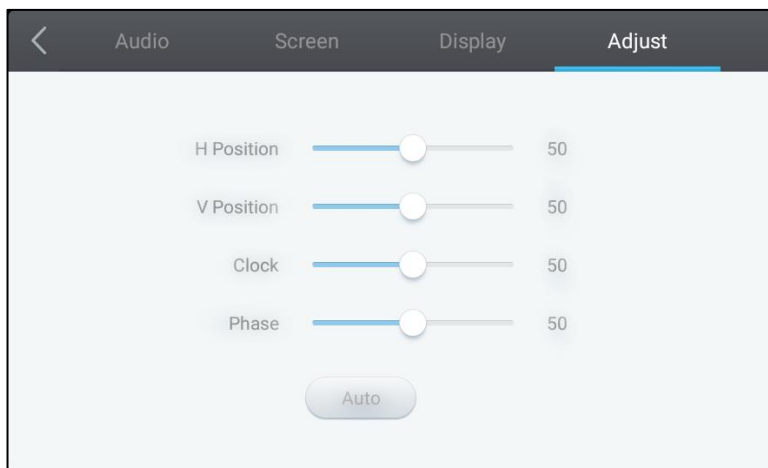 Audio Screen Display Adjust
H Position 50
V Position 50
Clock 50
Phase 50
Auto